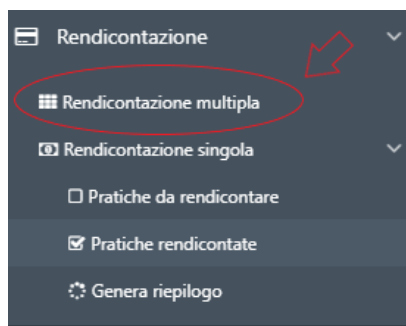 Rendicontazione
Rendicontazione multipla
Rendicontazione singola
Pratiche da rendicontare
Pratiche rendicontate
Genera riepilogo